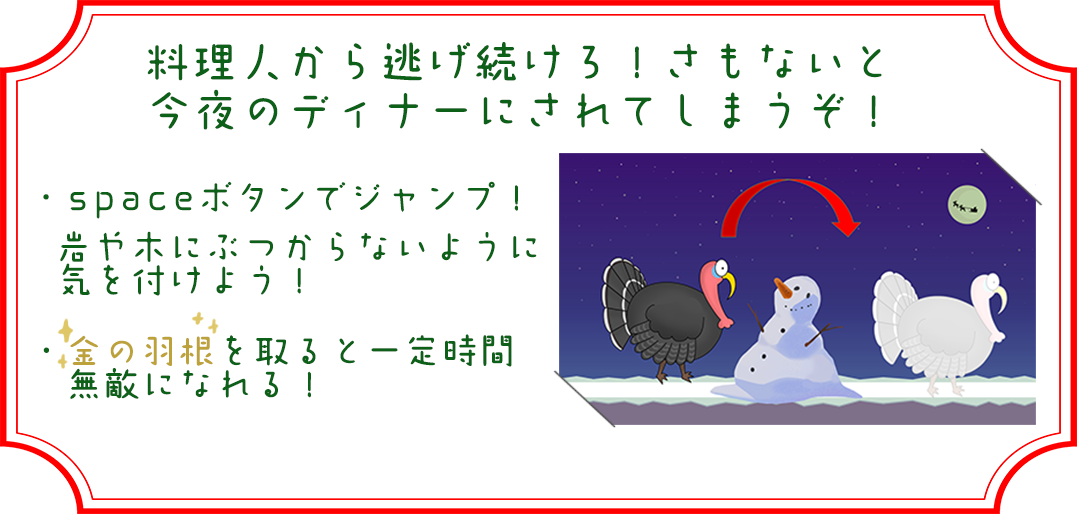 料理人から逃げ続けろ！さもないと
今夜のディナーにされてしまうぞ！
・spaceボタンでジャンプ！
岩や木にぶつからないように
気を付けよう！
・金の羽根を取ると一定時間
無敵になれる！